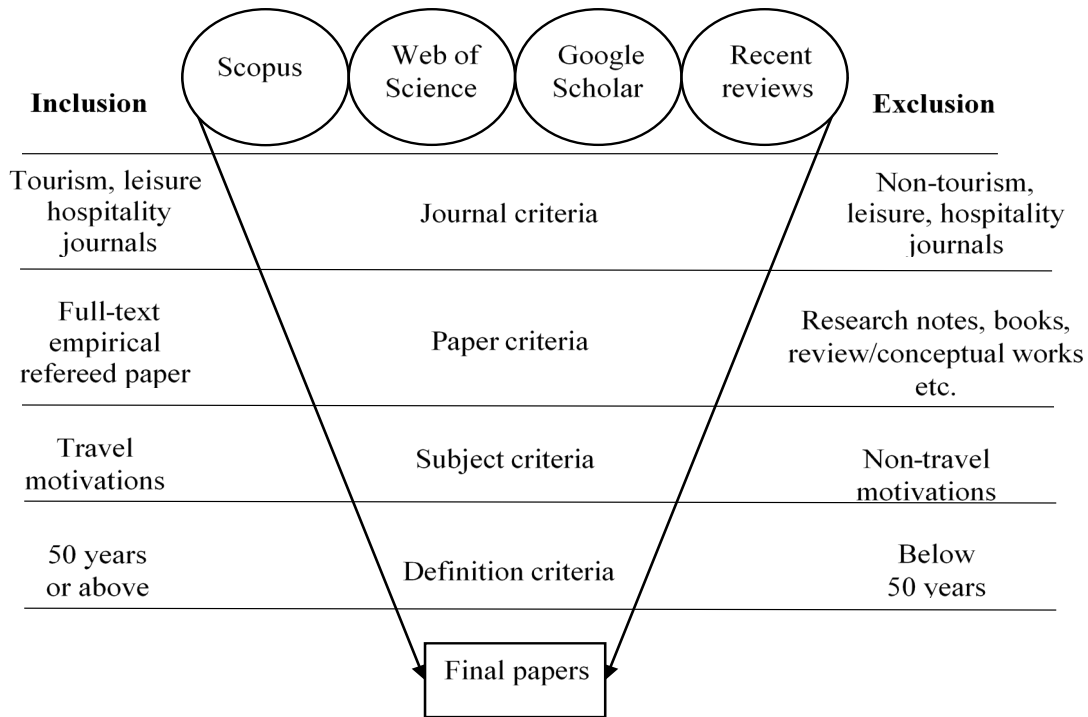 Scopus
Web of
Science
Google
Scholar
Recent
reviews
Inclusion
Exclusion
Tourism, leisure
hospitality
journals
Journal criteria
Non-tourism,
leisure, hospitality
journals
Full-text
empirical
refereed paper
Paper criteria
Research notes, books,
review/conceptual works
etc.
Travel
motivations
Subject criteria
Non-travel
motivations
50 years
or above
Definition criteria
Below
50 years
Final papers